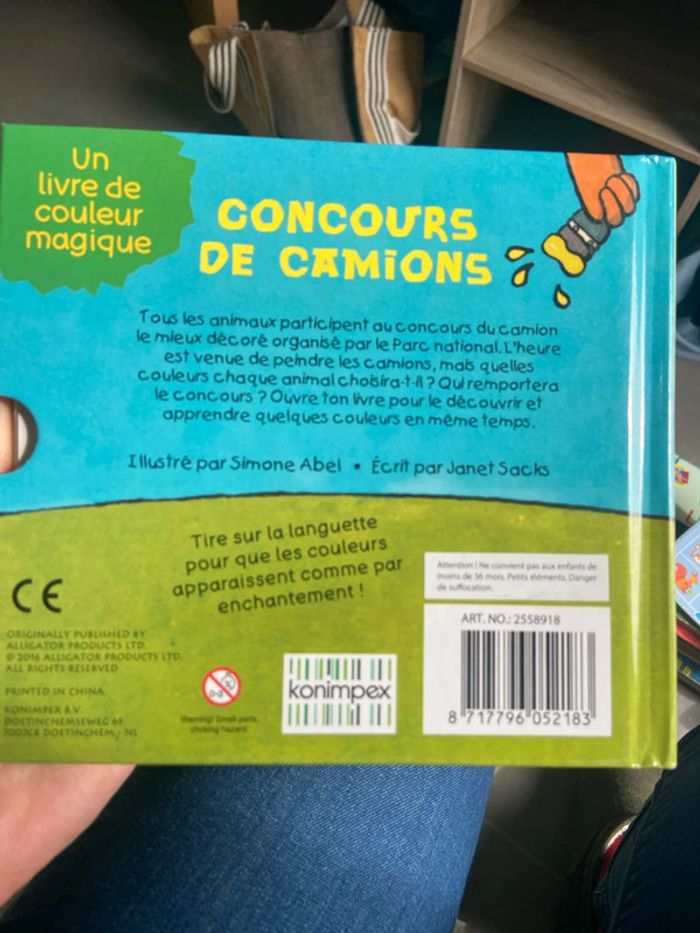 Un
livre de
couleur
magique
CONCOURS
DE CAMIONS
Tous les animaux participent au concours du camion
le mieux décoré organisé par le Parc national. L'heure
est venue de peindre les camions, mais quelles
couleurs chaque animal choisira-t-il ? Qui remportera
le concours ? Ouvre ton livre pour le découvrir et
apprendre quelques couleurs en même temps.
Illustré par Simone Abel • Écrit par Janet Sacks
Tire sur la languette
pour que les couleurs
apparaissent comme par
enchantement !
CE
Attention ! Ne convient pas aux enfants de
moins de 36 mois. Petits éléments. Danger
de suffocation.
ORIGINALLY PUBLISHED BY
ALLIGATOR PRODUCTS LTD.
© 2016 ALLIGATOR PRODUCTS LTD.
ALL RIGHTS RESERVED
PRINTED IN CHINA
KONIMPEX B.V.
DOETINCHEMSEWEG 69
DOETINCHEM - NL
0-3
Warning! Small parts,
choking hazard
konimpex
ART. NO.: 2558918
8 717796 052183